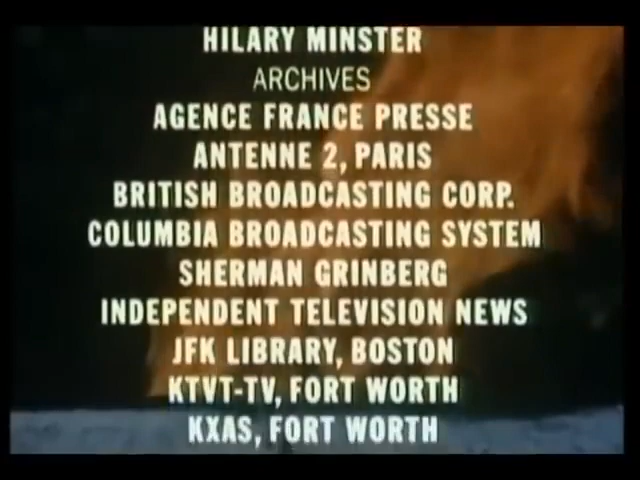 HILARY MINSTER
ARCHIVES
AGENCE FRANCE PRESSE
ANTENNE 2, PARIS
BRITISH BROADCASTING CORP.
COLUMBIA BROADCASTING SYSTEM
SHERMAN GRINBERG
INDEPENDENT TELEVISION NEWS
JFK LIBRARY, BOSTON
KTVT-TV, FORT WORTH
KXAS, FORT WORTH